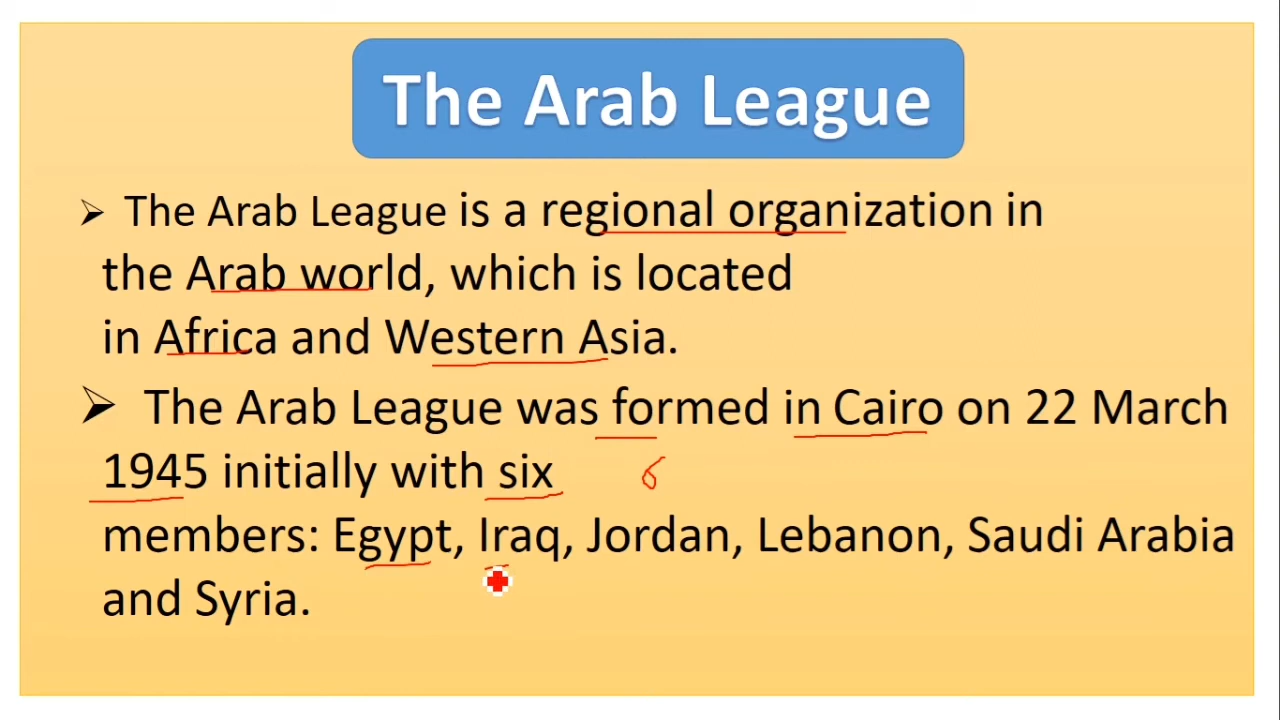 The Arab League
➢ The Arab League is a regional organization in
the Arab world, which is located
in Africa and Western Asia.
➢ The Arab League was formed in Cairo on 22 March
1945 initially with six 6
members: Egypt, Iraq, Jordan, Lebanon, Saudi Arabia
and Syria.